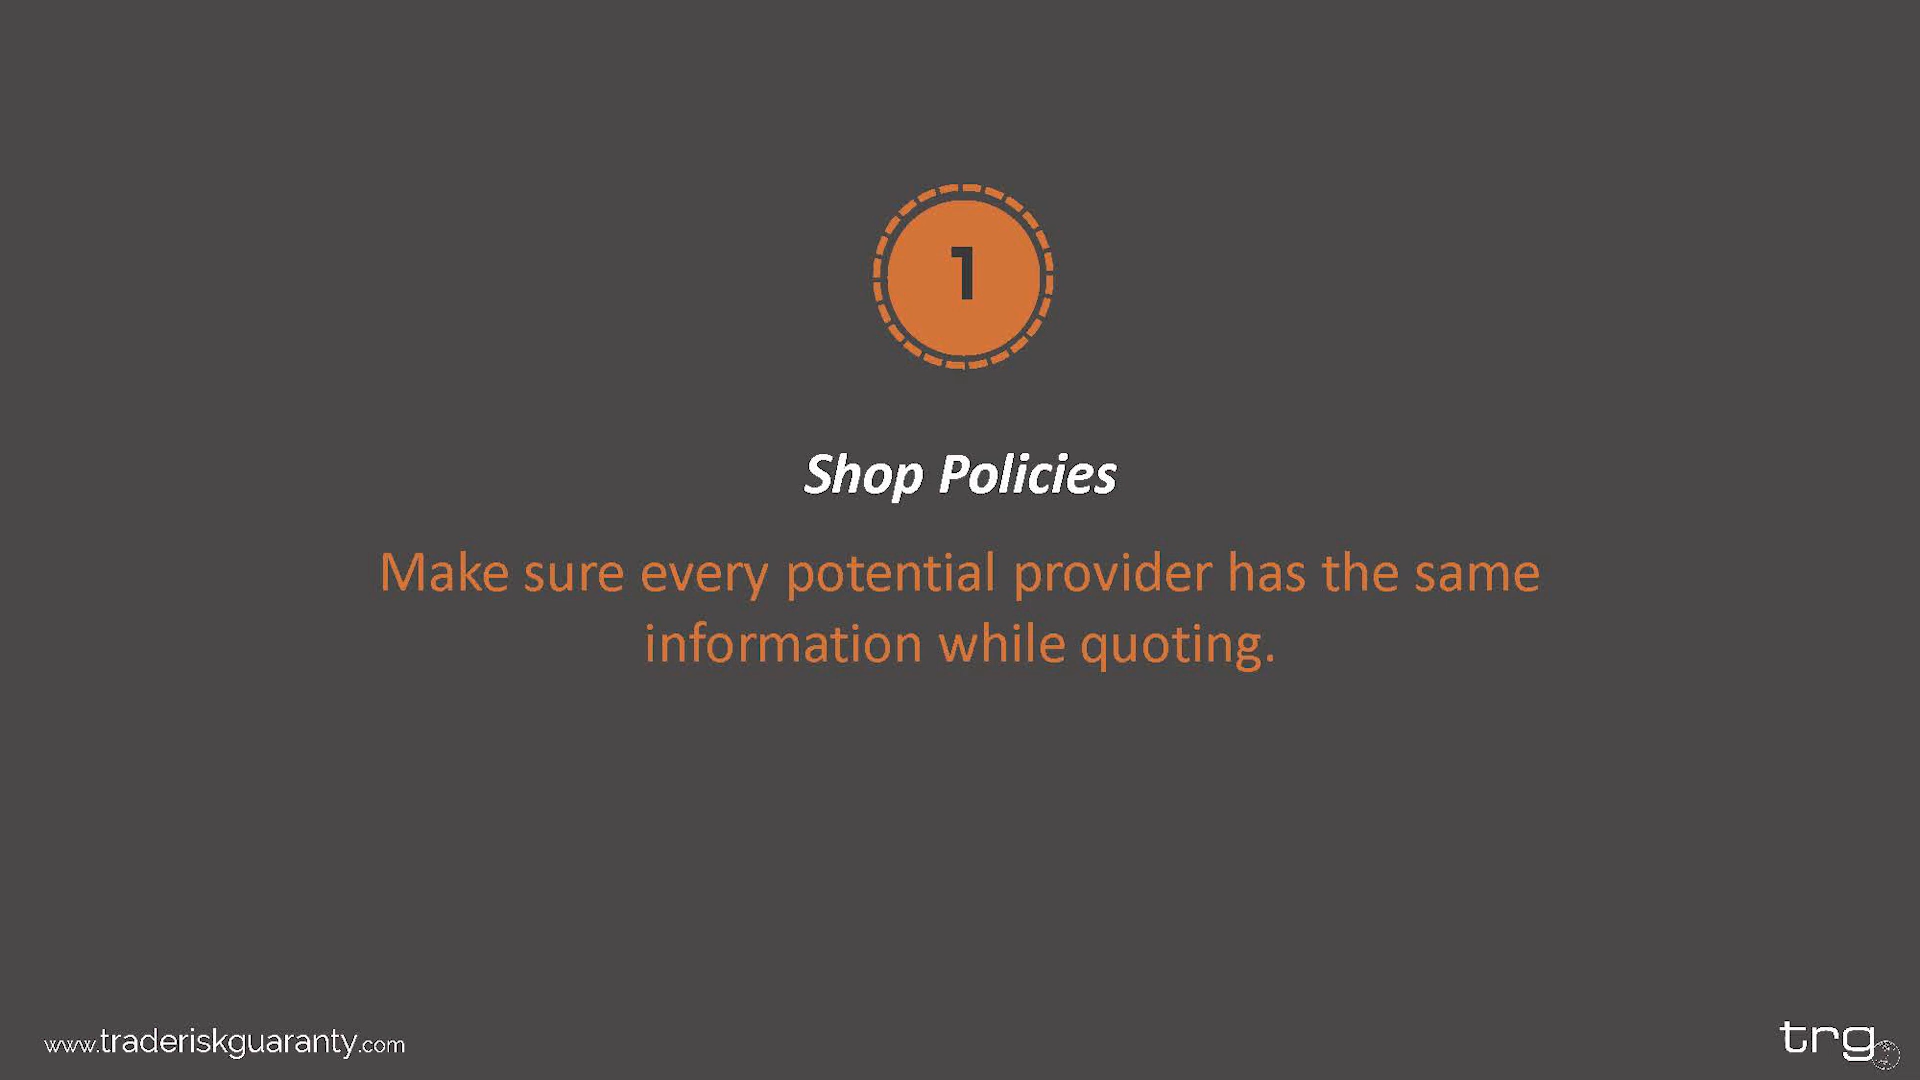 1
Shop Policies
Make sure every potential provider has the same
information while quoting.
www.traderiskguaranty.com
trg